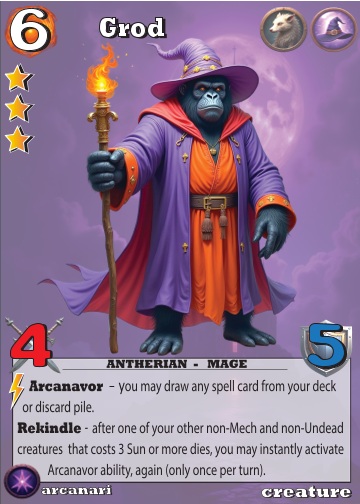 6
Grod
4
5
ANTHERIAN - MAGE
Arcanavor – you may draw any spell card from your deck
or discard pile.
Rekindle - after one of your other non-Mech and non-Undead
creatures that costs 3 Sun or more dies, you may instantly activate
Arcanavor ability, again (only once per turn).
arcanari
creature